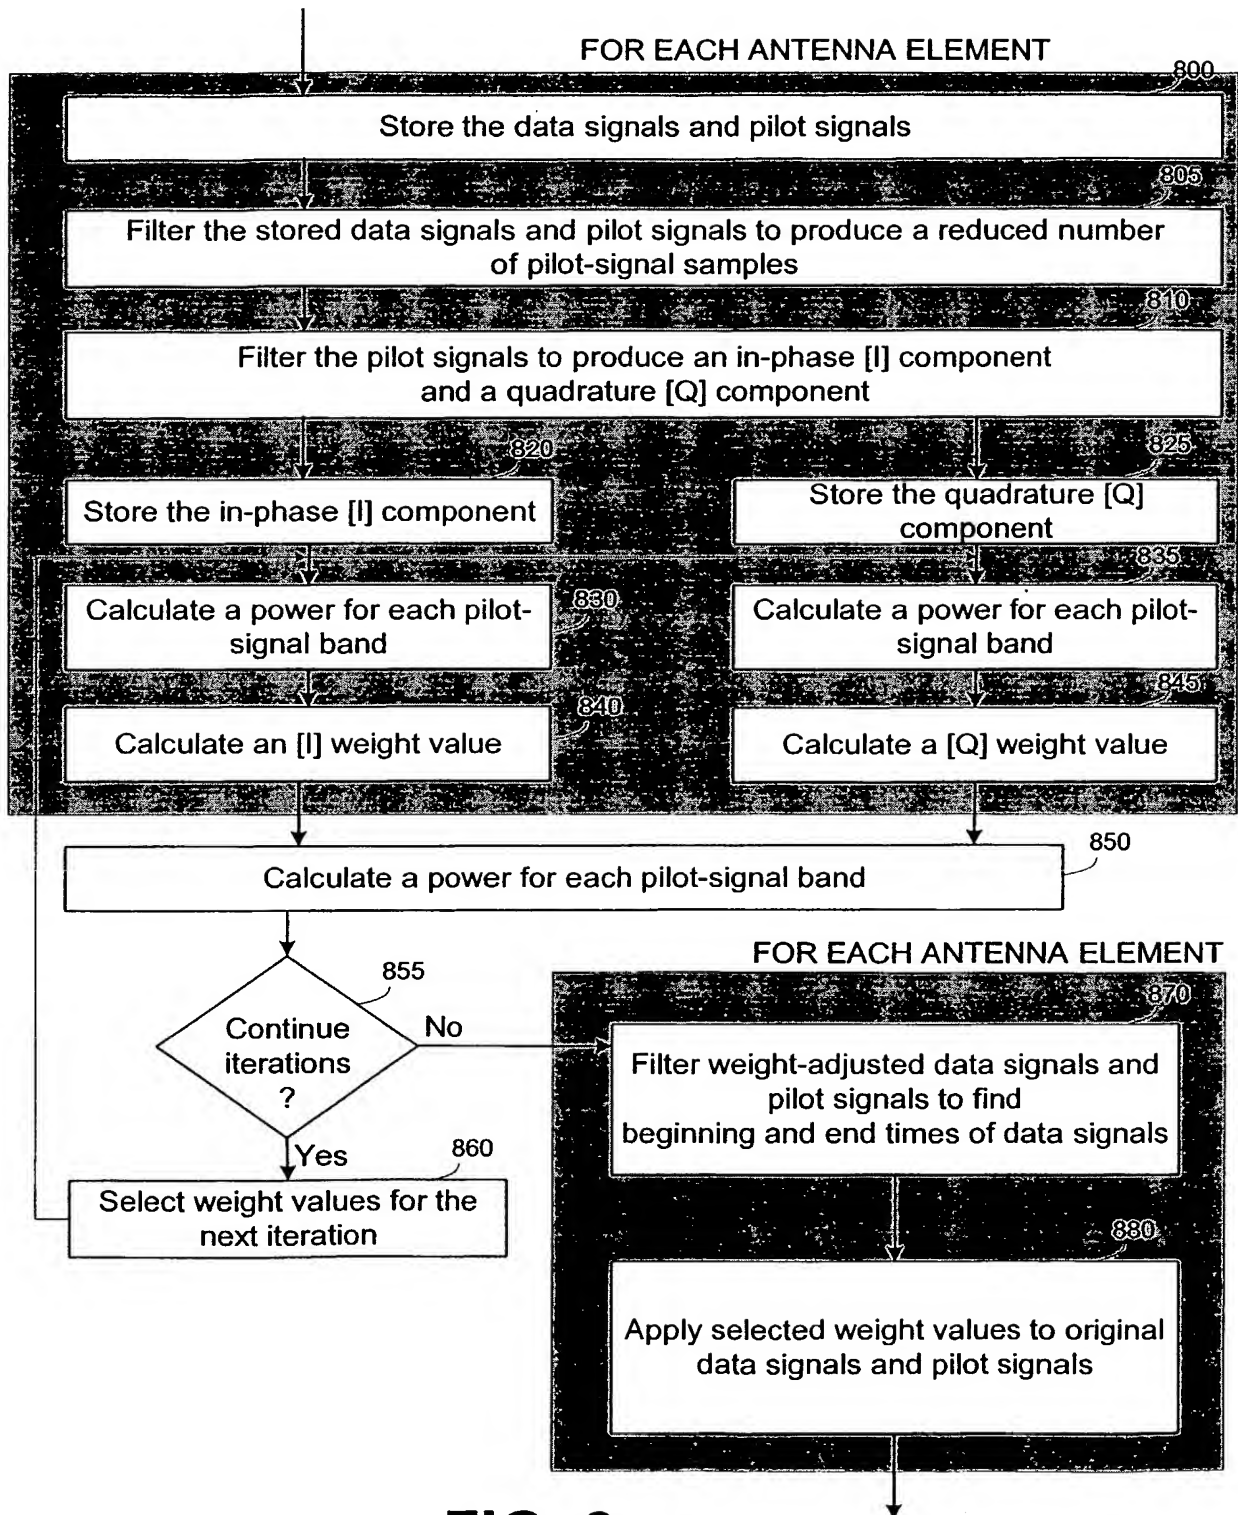 FOR EACH ANTENNA ELEMENT
800
Store the data signals and pilot signals
805
Filter the stored data signals and pilot signals to produce a reduced number
of pilot-signal samples
810
Filter the pilot signals to produce an in-phase [I] component
and a quadrature [Q] component
820
825
Store the in-phase [I] component
Store the quadrature [Q]
component
835
Calculate a power for each pilot-
signal band
830
Calculate a power for each pilot-
signal band
840
845
Calculate an [I] weight value
Calculate a [Q] weight value
850
Calculate a power for each pilot-signal band
FOR EACH ANTENNA ELEMENT
855
Continue
iterations
?
No
870
Filter weight-adjusted data signals and
pilot signals to find
beginning and end times of data signals
Yes
860
Select weight values for the
next iteration
880
Apply selected weight values to original
data signals and pilot signals